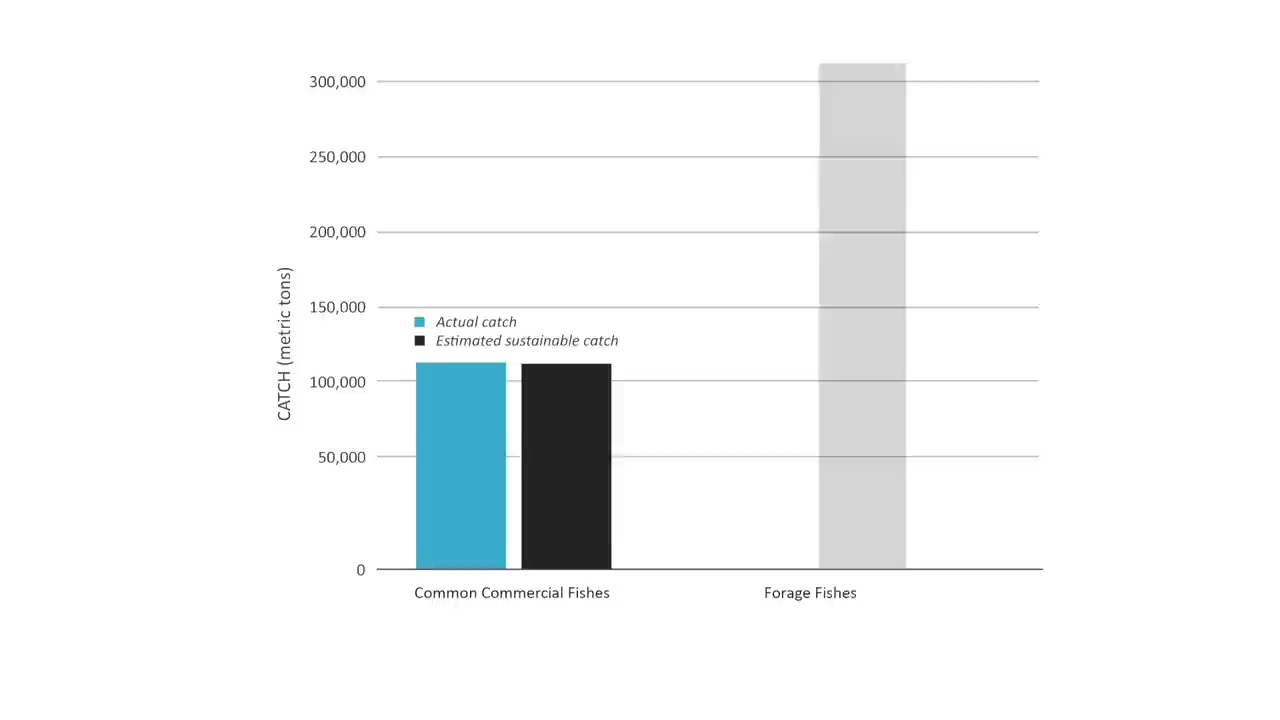 300,000
250,000
200,000
150,000
Actual catch
Estimated sustainable catch
100,000
50,000
0
CATCH (metric tons)
Common Commercial Fishes
Forage Fishes